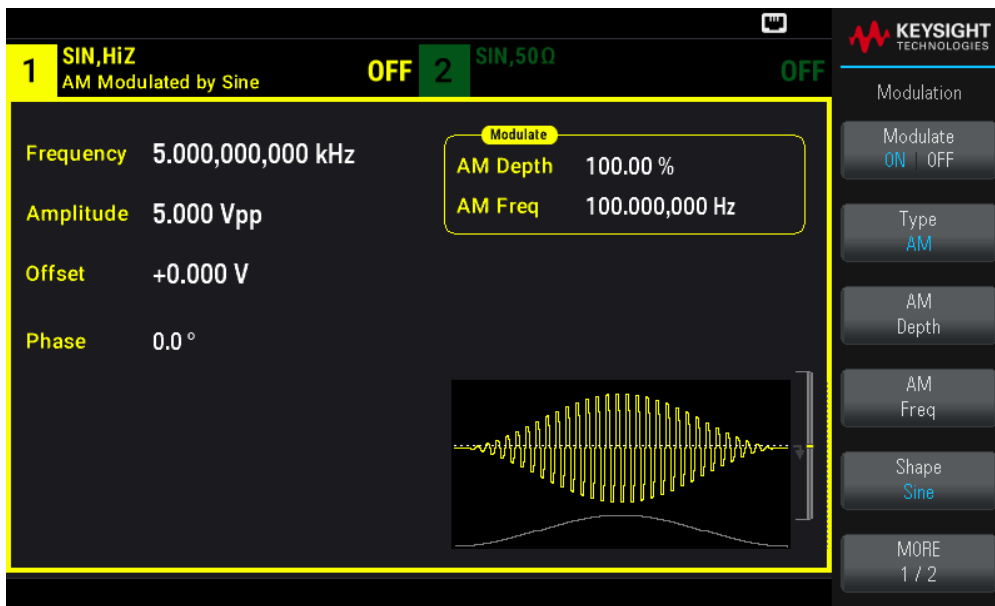 KEYSIGHT
TECHNOLOGIES
1
SIN,HiZ
AM Modulated by Sine
OFF
2
SIN,50Ω
OFF
Modulation
Frequency 5.000,000,000 kHz
Amplitude 5.000 Vpp
Offset +0.000 V
Phase 0.0 °
Modulate
AM Depth 100.00 %
AM Freq 100.000,000 Hz
Modulate
ON | OFF
Type
AM
AM
Depth
AM
Freq
Shape
Sine
MORE
1 / 2